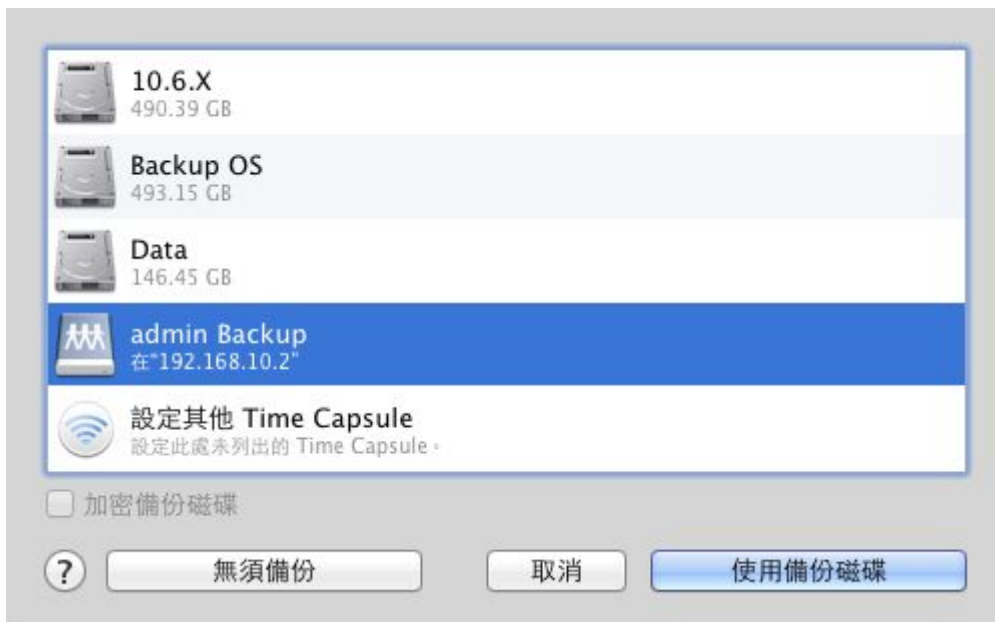 10.6.X
490.39 GB
Backup OS
493.15 GB
Data
146.45 GB
admin Backup
在"192.168.10.2"
設定其他 Time Capsule
設定此處未列出的 Time Capsule。
加密備份磁碟
? 無須備份 取消 使用備份磁碟